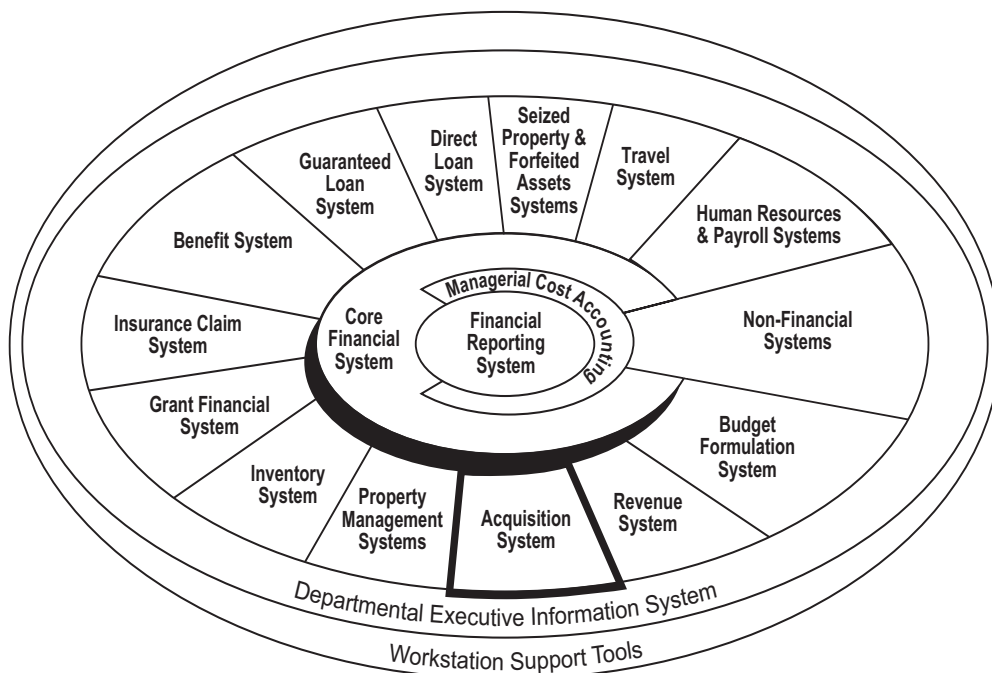 Seized
Property &
Forfeited
Assets
Systems
Direct
Loan
System
Travel
System
Guaranteed
Loan
System
Human Resources
& Payroll Systems
Benefit System
Managerial Cost Accounting
Core
Financial
System
Financial
Reporting
System
Non-Financial
Systems
Insurance Claim
System
Grant Financial
System
Budget
Formulation
System
Inventory
System
Property
Management
Systems
Acquisition
System
Revenue
System
Departmental Executive Information System
Workstation Support Tools